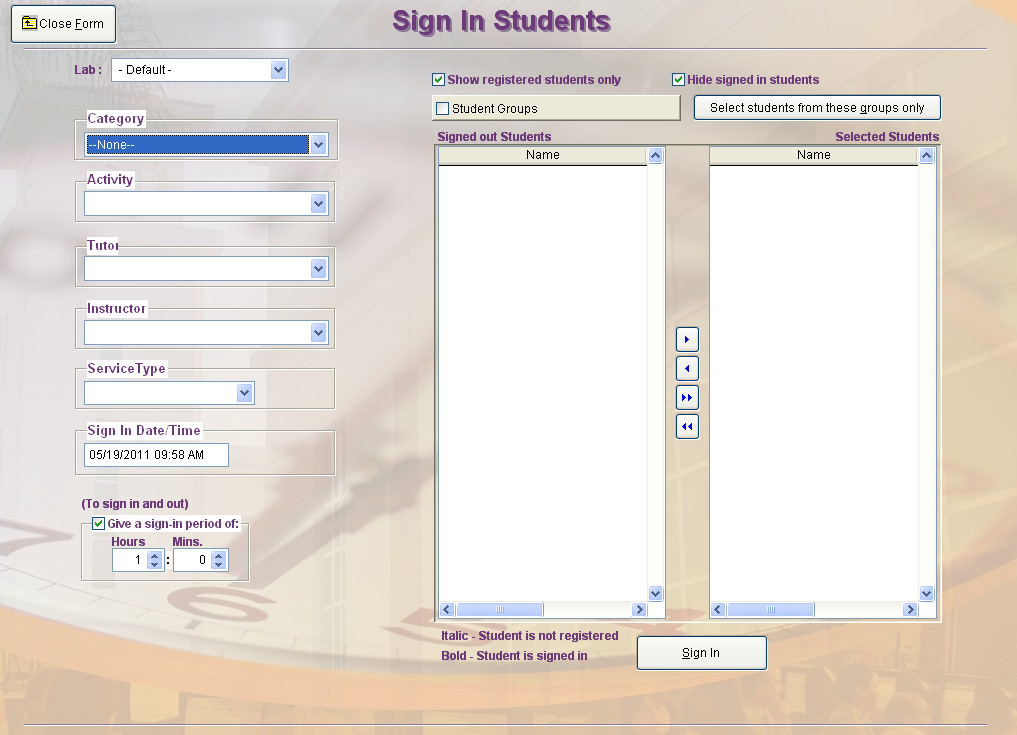 Close Form
Sign In Students
Lab :
- Default -
Show registered students only
Hide signed in students
Student Groups
Select students from these groups only
Category
--None--
Signed out Students
Selected Students
Name
Name
Activity
Tutor
Instructor
ServiceType
Sign In Date/Time
05/19/2011 09:58 AM
(To sign in and out)
Give a sign-in period of:
Hours
Mins.
1 : 0
Italic - Student is not registered
Bold - Student is signed in
Sign In